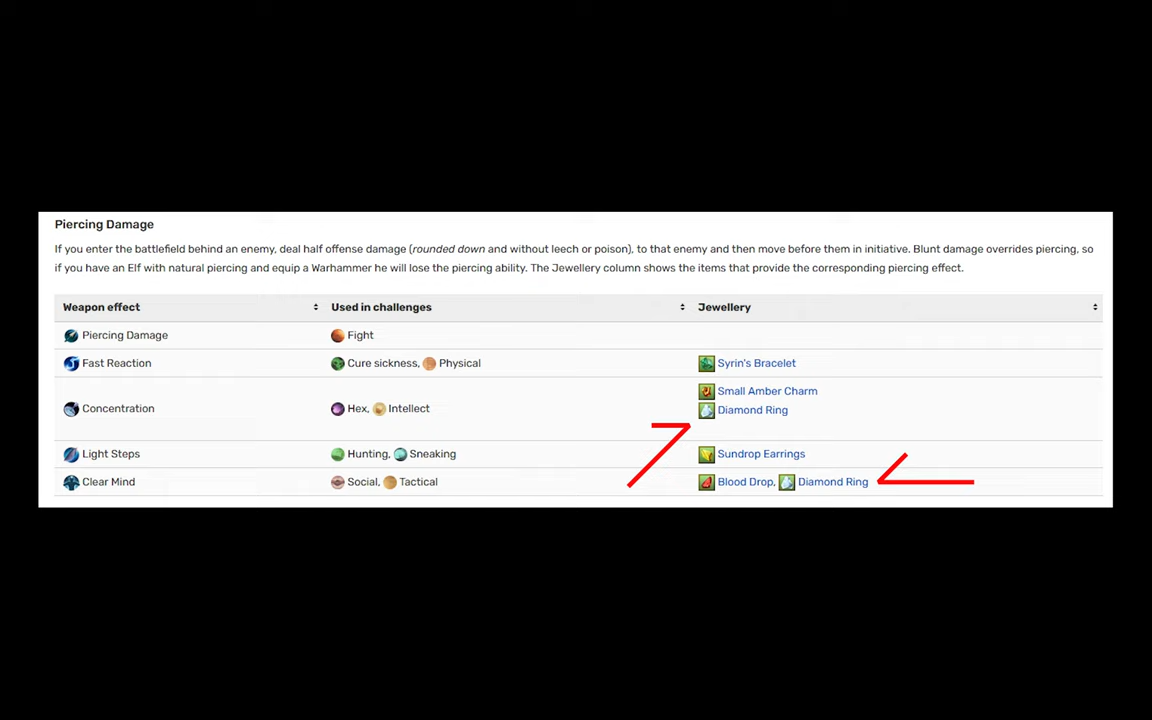 Piercing Damage
If you enter the battlefield behind an enemy, deal half offense damage (rounded down and without leech or poison), to that enemy and then move before them in initiative. Blunt damage overrides piercing, so
if you have an Elf with natural piercing and equip a Warhammer he will lose the piercing ability. The Jewellery column shows the items that provide the corresponding piercing effect.
Weapon effect Used in challenges Jewellery
Piercing Damage Fight
Fast Reaction Cure sickness, Physical Syrin's Bracelet
Small Amber Charm
Concentration Hex, Intellect Diamond Ring
Light Steps Hunting, Sneaking Sundrop Earrings
Clear Mind Social, Tactical Blood Drop, Diamond Ring